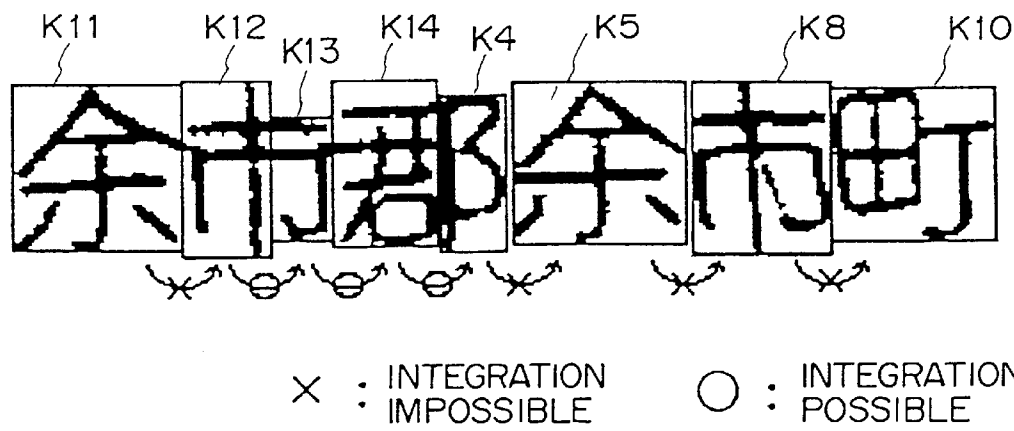 K11 K12 K13 K14 K4 K5 K8 K10
余市郡余市町
× : INTEGRATION IMPOSSIBLE
○ : INTEGRATION POSSIBLE